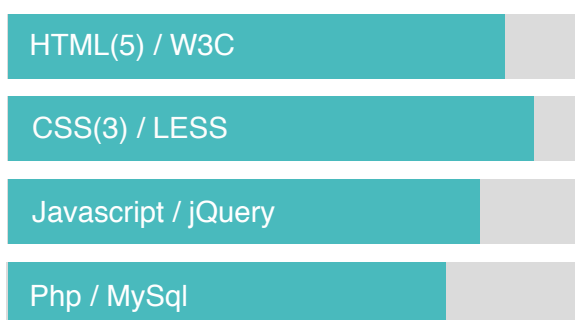 HTML(5) / W3C
CSS(3) / LESS
Javascript / jQuery
Php / MySql